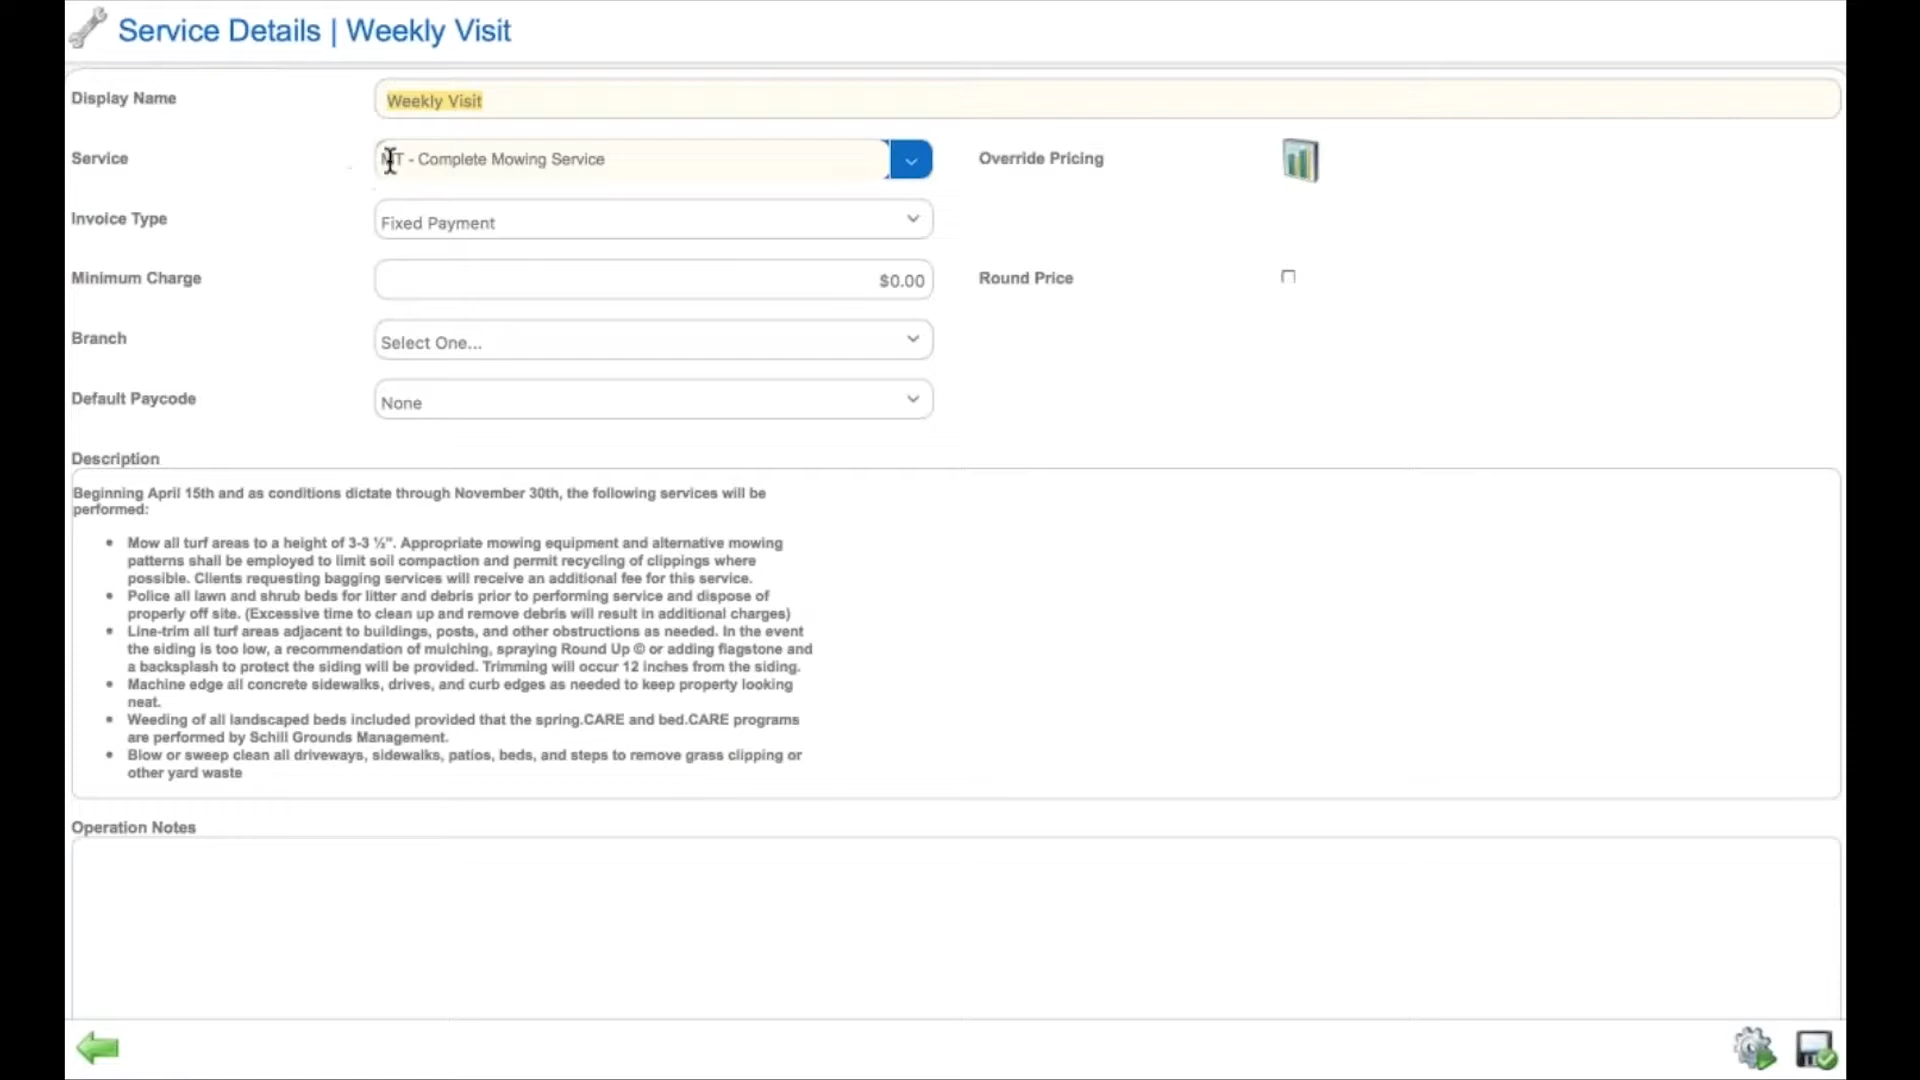 Service Details | Weekly Visit
Display Name
Weekly Visit
Service
MT - Complete Mowing Service
Override Pricing
Invoice Type
Fixed Payment
Minimum Charge
$0.00
Round Price
Branch
Select One...
Default Paycode
None
Description
Beginning April 15th and as conditions dictate through November 30th, the following services will be
performed:
• Mow all turf areas to a height of 3-3 ½". Appropriate mowing equipment and alternative mowing
patterns shall be employed to limit soil compaction and permit recycling of clippings where
possible. Clients requesting bagging services will receive an additional fee for this service.
• Police all lawn and shrub beds for litter and debris prior to performing service and dispose of
properly off site. (Excessive time to clean up and remove debris will result in additional charges)
• Line-trim all turf areas adjacent to buildings, posts, and other obstructions as needed. In the event
the siding is too low, a recommendation of mulching, spraying Round Up © or adding flagstone and
a backsplash to protect the siding will be provided. Trimming will occur 12 inches from the siding.
• Machine edge all concrete sidewalks, drives, and curb edges as needed to keep property looking
neat.
• Weeding of all landscaped beds included provided that the spring.CARE and bed.CARE programs
are performed by Schill Grounds Management.
• Blow or sweep clean all driveways, sidewalks, patios, beds, and steps to remove grass clipping or
other yard waste
Operation Notes